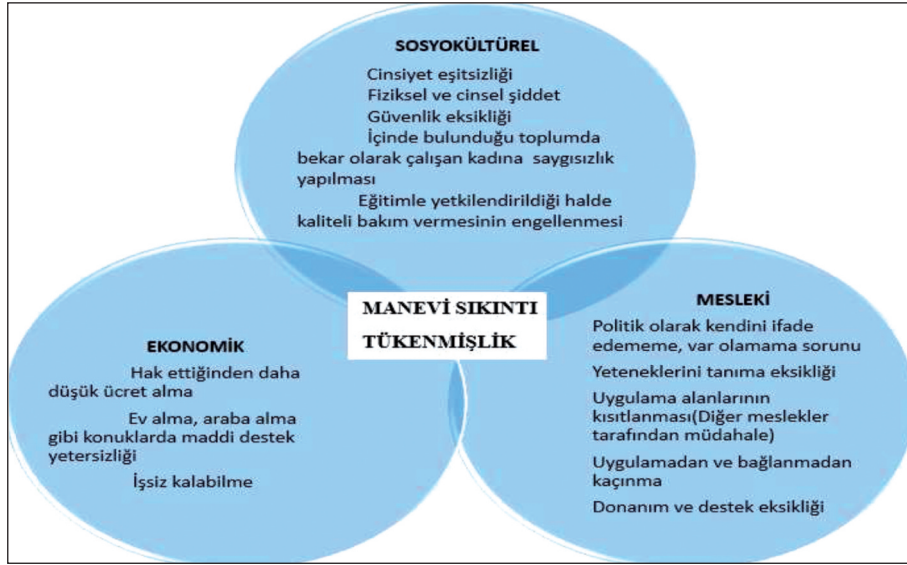 SOSYOKÜLTÜREL
Cinsiyet eşitsizliği
Fiziksel ve cinsel şiddet
Güvenlik eksikliği
İçinde bulunduğu toplumda
bekar olarak çalışan kadına saygısızlık
yapılması
Eğitimle yetkilendirildiği halde
kaliteli bakım vermesinin engellenmesi
MANEVİ SIKINTI
TÜKENMİŞLİK
EKONOMİK
Hak ettiğinden daha
düşük ücret alma
Ev alma, araba alma
gibi konuklarda maddi destek
yetersizliği
İşsiz kalabilme
MESLEKİ
Politik olarak kendini ifade
edememe, var olamama sorunu
Yeteneklerini tanıma eksikliği
Uygulama alanlarının
kısıtlanması(Diğer meslekler
tarafından müdahale)
Uygulamadan ve bağlanmadan
kaçınma
Donanım ve destek eksikliği